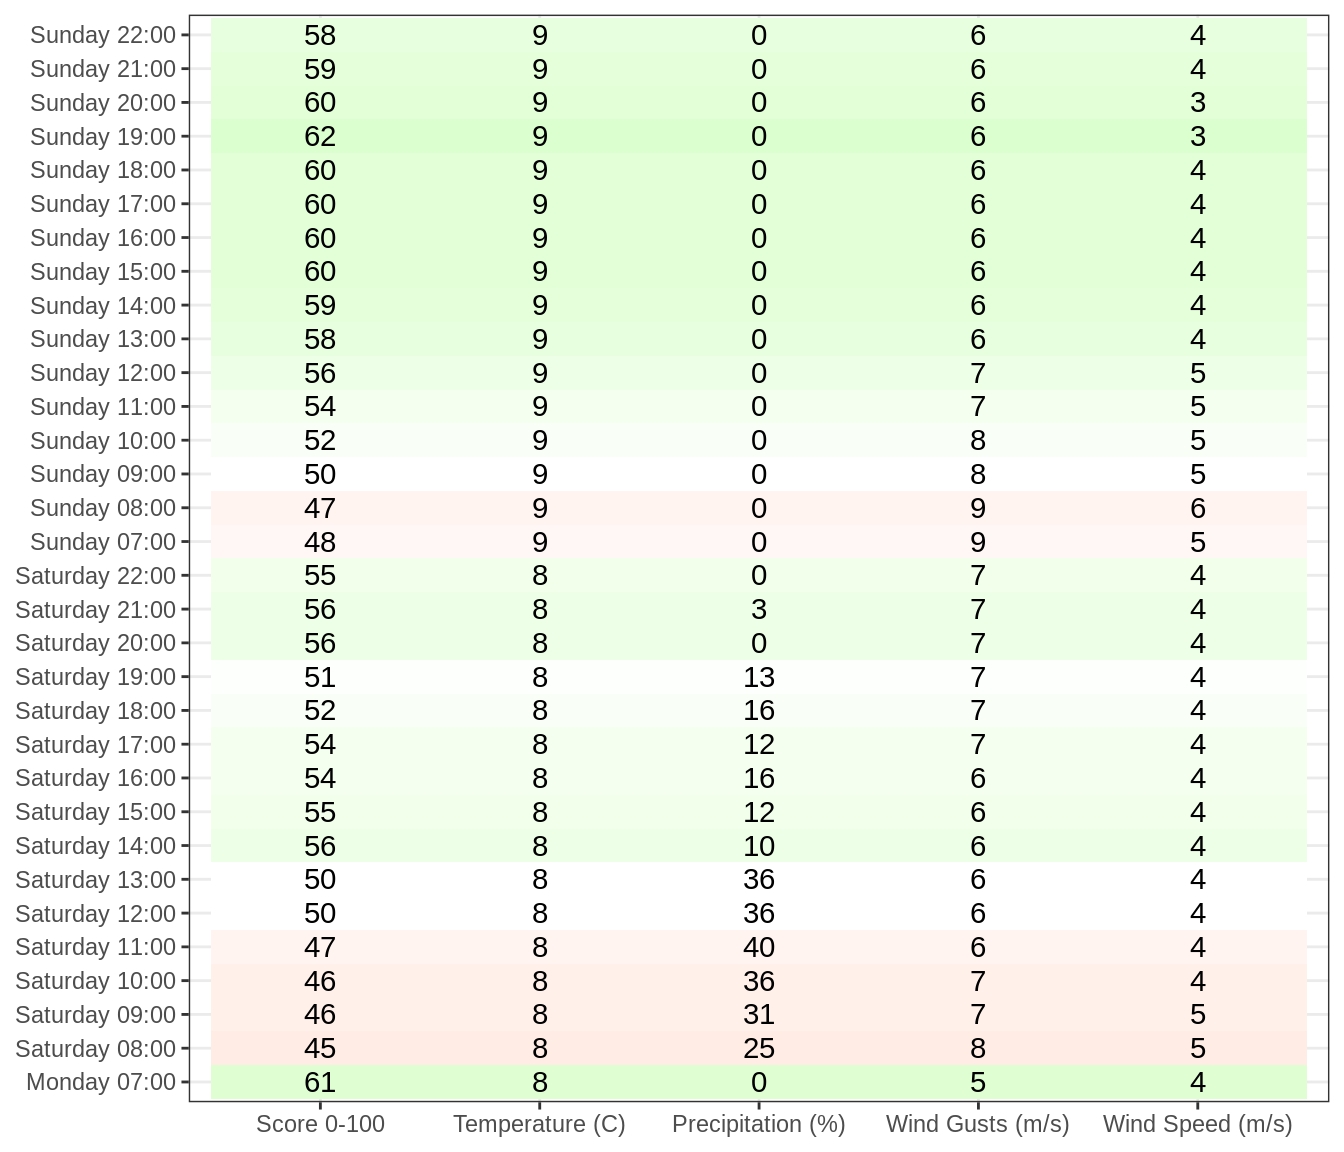 Sunday 22:00 58 9 0 6 4
Sunday 21:00 59 9 0 6 4
Sunday 20:00 60 9 0 6 3
Sunday 19:00 62 9 0 6 3
Sunday 18:00 60 9 0 6 4
Sunday 17:00 60 9 0 6 4
Sunday 16:00 60 9 0 6 4
Sunday 15:00 60 9 0 6 4
Sunday 14:00 59 9 0 6 4
Sunday 13:00 58 9 0 6 4
Sunday 12:00 56 9 0 7 5
Sunday 11:00 54 9 0 7 5
Sunday 10:00 52 9 0 8 5
Sunday 09:00 50 9 0 8 5
Sunday 08:00 47 9 0 9 6
Sunday 07:00 48 9 0 9 5
Saturday 22:00 55 8 0 7 4
Saturday 21:00 56 8 3 7 4
Saturday 20:00 56 8 0 7 4
Saturday 19:00 51 8 13 7 4
Saturday 18:00 52 8 16 7 4
Saturday 17:00 54 8 12 7 4
Saturday 16:00 54 8 16 6 4
Saturday 15:00 55 8 12 6 4
Saturday 14:00 56 8 10 6 4
Saturday 13:00 50 8 36 6 4
Saturday 12:00 50 8 36 6 4
Saturday 11:00 47 8 40 6 4
Saturday 10:00 46 8 36 7 4
Saturday 09:00 46 8 31 7 5
Saturday 08:00 45 8 25 8 5
Monday 07:00 61 8 0 5 4
Score 0-100 Temperature (C) Precipitation (%) Wind Gusts (m/s) Wind Speed (m/s)